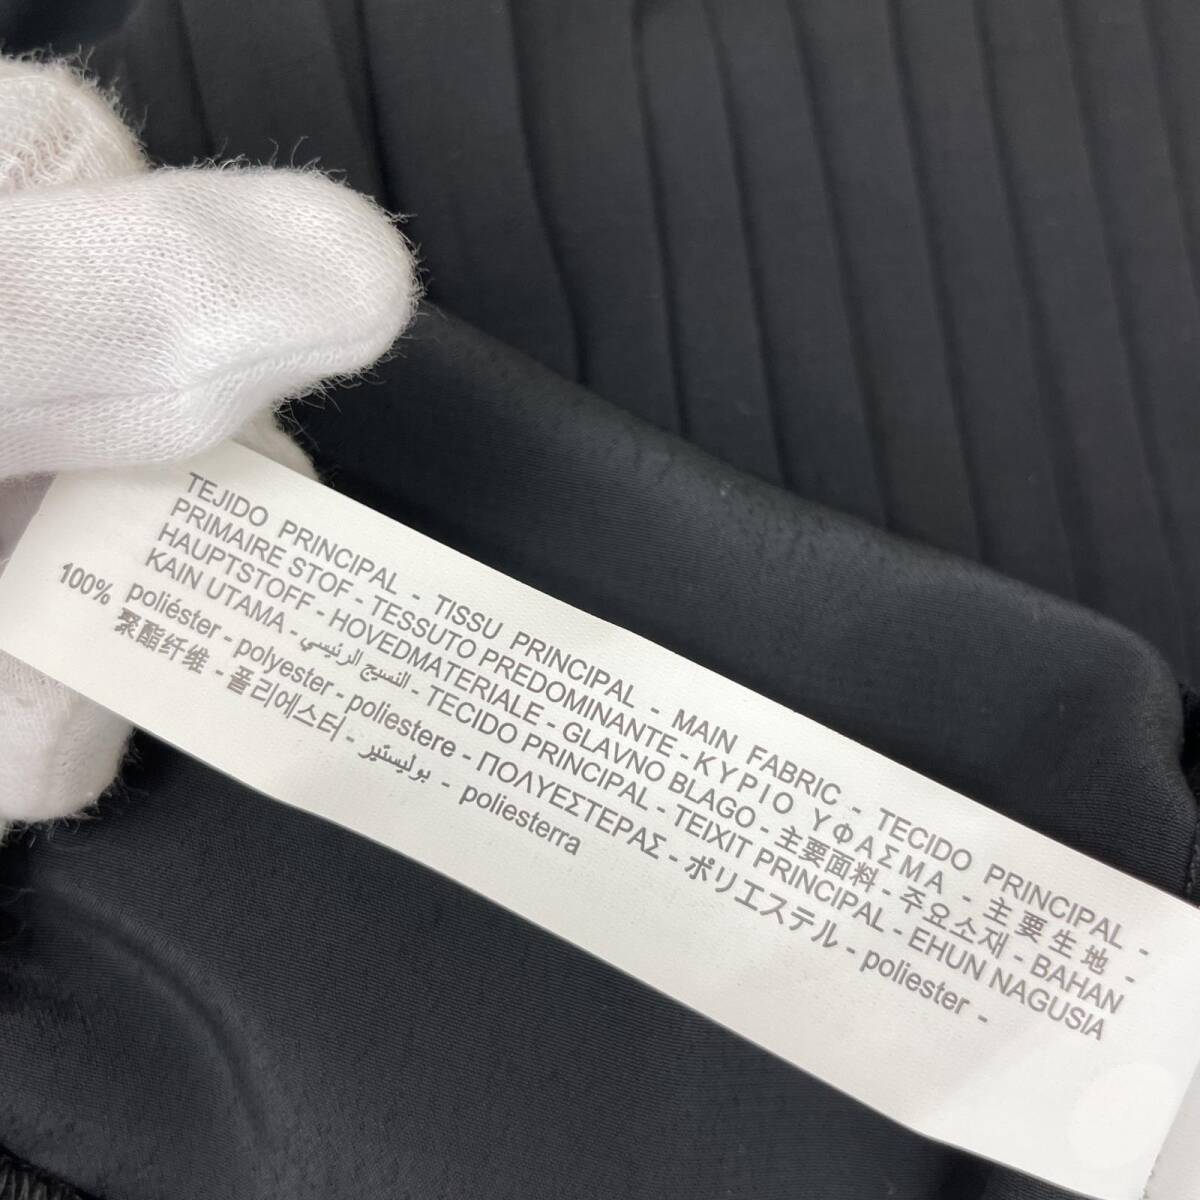 TEJIDO PRINCIPAL - TISSU PRINCIPAL - MAIN FABRIC - TECIDO PRINCIPAL -
PRIMAIRE STOF - TESSUTO PREDOMINANTE - ΚΥΡΙΟ ΥΦΑΣΜΑ - 主要生地 -
HAUPTSTOFF - HOVEDMATERIALE - GLAVNO BLAGO - 主要面料 - 주요소재 - BAHAN
KAIN UTAMA - النسيج الرئيسي - TECIDO PRINCIPAL - TEIXIT PRINCIPAL - EHUN NAGUSIA
100% poliéster - polyester - poliestere - ΠΟΛΥΕΣΤΕΡΑΣ - ポリエステル - poliester -
聚酯纤维 - 폴리에스터 - بوليستير - poliesterra